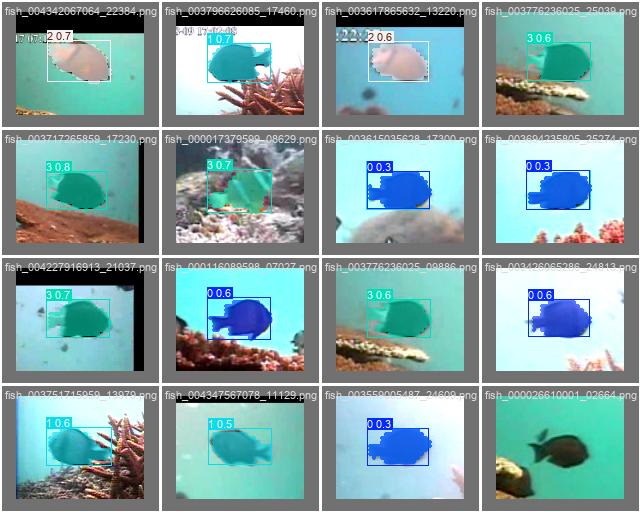 fish_004342067064_22384.png
2 0.7
fish_003796626085_17460.png
1 0.7
fish_003617865632_13220.png
2 0.6
fish_003776236025_25039.png
3 0.6
fish_003717265859_17230.png
3 0.8
fish_000017379599_08629.png
3 0.7
fish_003615035628_17300.png
0 0.3
fish_003694235805_25274.png
0 0.3
fish_004227916913_21037.png
3 0.7
fish_000116089598_07027.png
0 0.6
fish_003776236025_09886.png
3 0.6
fish_003426065286_24813.png
0 0.6
fish_003751715959_13979.png
1 0.6
fish_004347567078_11129.png
1 0.5
fish_003559005487_24609.png
0 0.3
fish_000026610001_02664.png